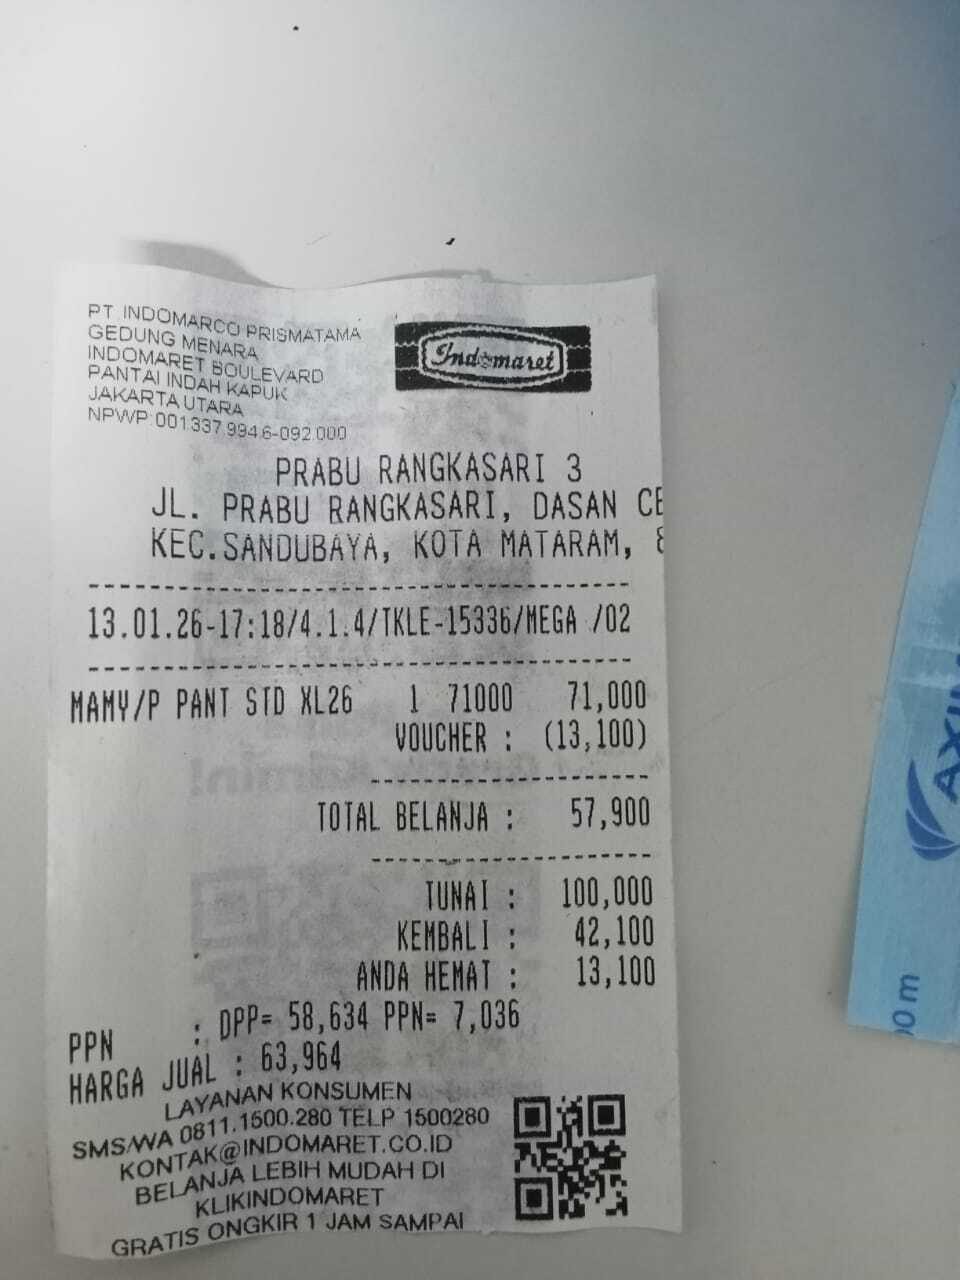 PT. INDOMARCO PRISMATAMA
GEDUNG MENARA
INDOMARET BOULEVARD
PANTAI INDAH KAPUK
JAKARTA UTARA
NPWP:001.337.994.6-092.000
Indomaret
PRABU RANGKASARI 3
JL. PRABU RANGKASARI, DASAN CE
KEC.SANDUBAYA, KOTA MATARAM, 8
13.01.26-17:18/4.1.4/TKLE-15336/MEGA /02
MAMY/P PANT STD XL26 1 71000 71,000
VOUCHER : (13,100)
TOTAL BELANJA : 57,900
TUNAI : 100,000
KEMBALI : 42,100
ANDA HEMAT : 13,100
PPN : DPP= 58,634 PPN= 7,036
HARGA JUAL : 63,964
LAYANAN KONSUMEN
SMS/WA 0811.1500.280 TELP 1500280
KONTAK@INDOMARET.CO.ID
BELANJA LEBIH MUDAH DI
KLIKINDOMARET
GRATIS ONGKIR 1 JAM SAMPAI